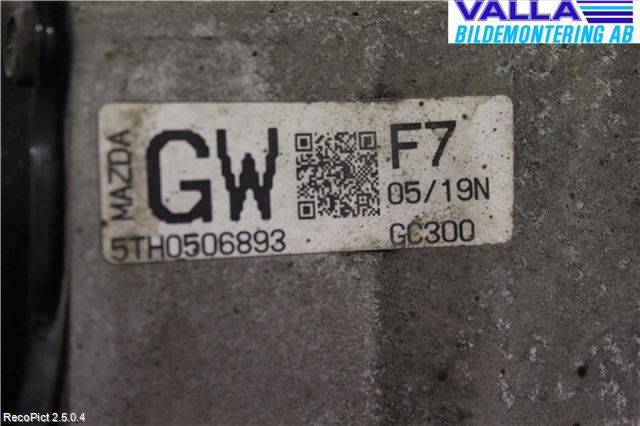 VALLA
BILDEMONTERING AB
MAZDA
GW
F7
05/19N
5TH0506893
GC300
RecoPict 2.5.0.4